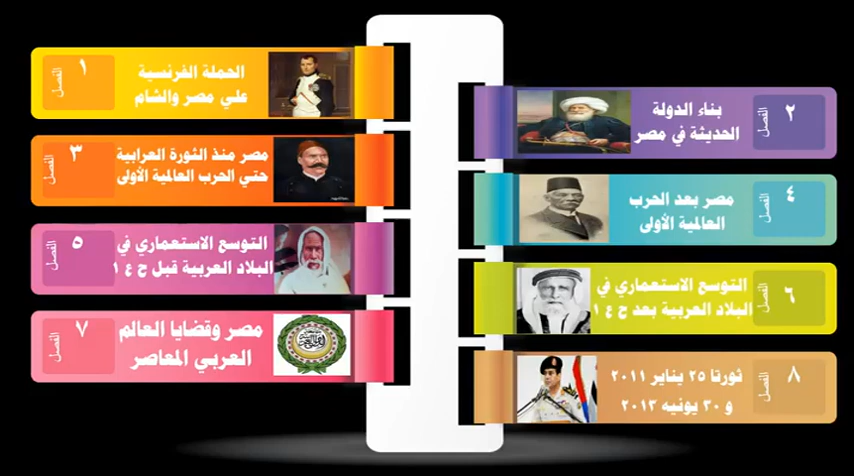 الفصل ١
الحملة الفرنسية
علي مصر والشام
الفصل ٢
بناء الدولة
الحديثة في مصر
الفصل ٣
مصر منذ الثورة العرابية
حتي الحرب العالمية الأولى
الفصل ٤
مصر بعد الحرب
العالمية الأولى
الفصل ٥
التوسع الاستعماري في
البلاد العربية قبل ح ع ١
الفصل ٦
التوسع الاستعماري في
البلاد العربية بعد ح ع ١
الفصل ٧
مصر وقضايا العالم
العربي المعاصر
الفصل ٨
ثورتا ٢٥ يناير ٢٠١١
و ٣٠ يونيه ٢٠١٣